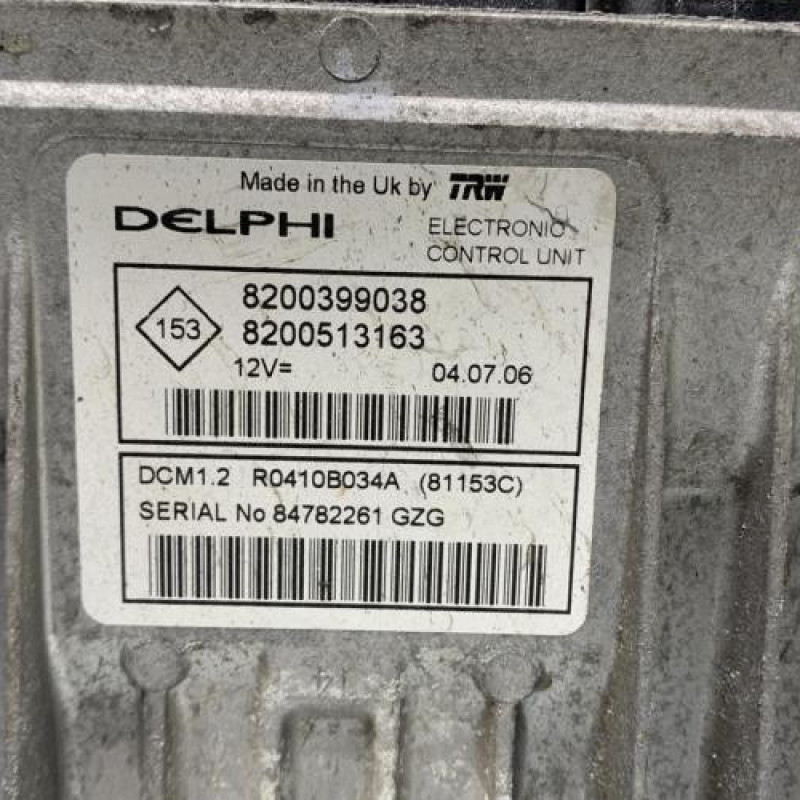 Made in the Uk by TRW
DELPHI ELECTRONIC
CONTROL UNIT
8200399038
153 8200513163
12V= 04.07.06
DCM1.2 R0410B034A (81153C)
SERIAL No 84782261 GZG